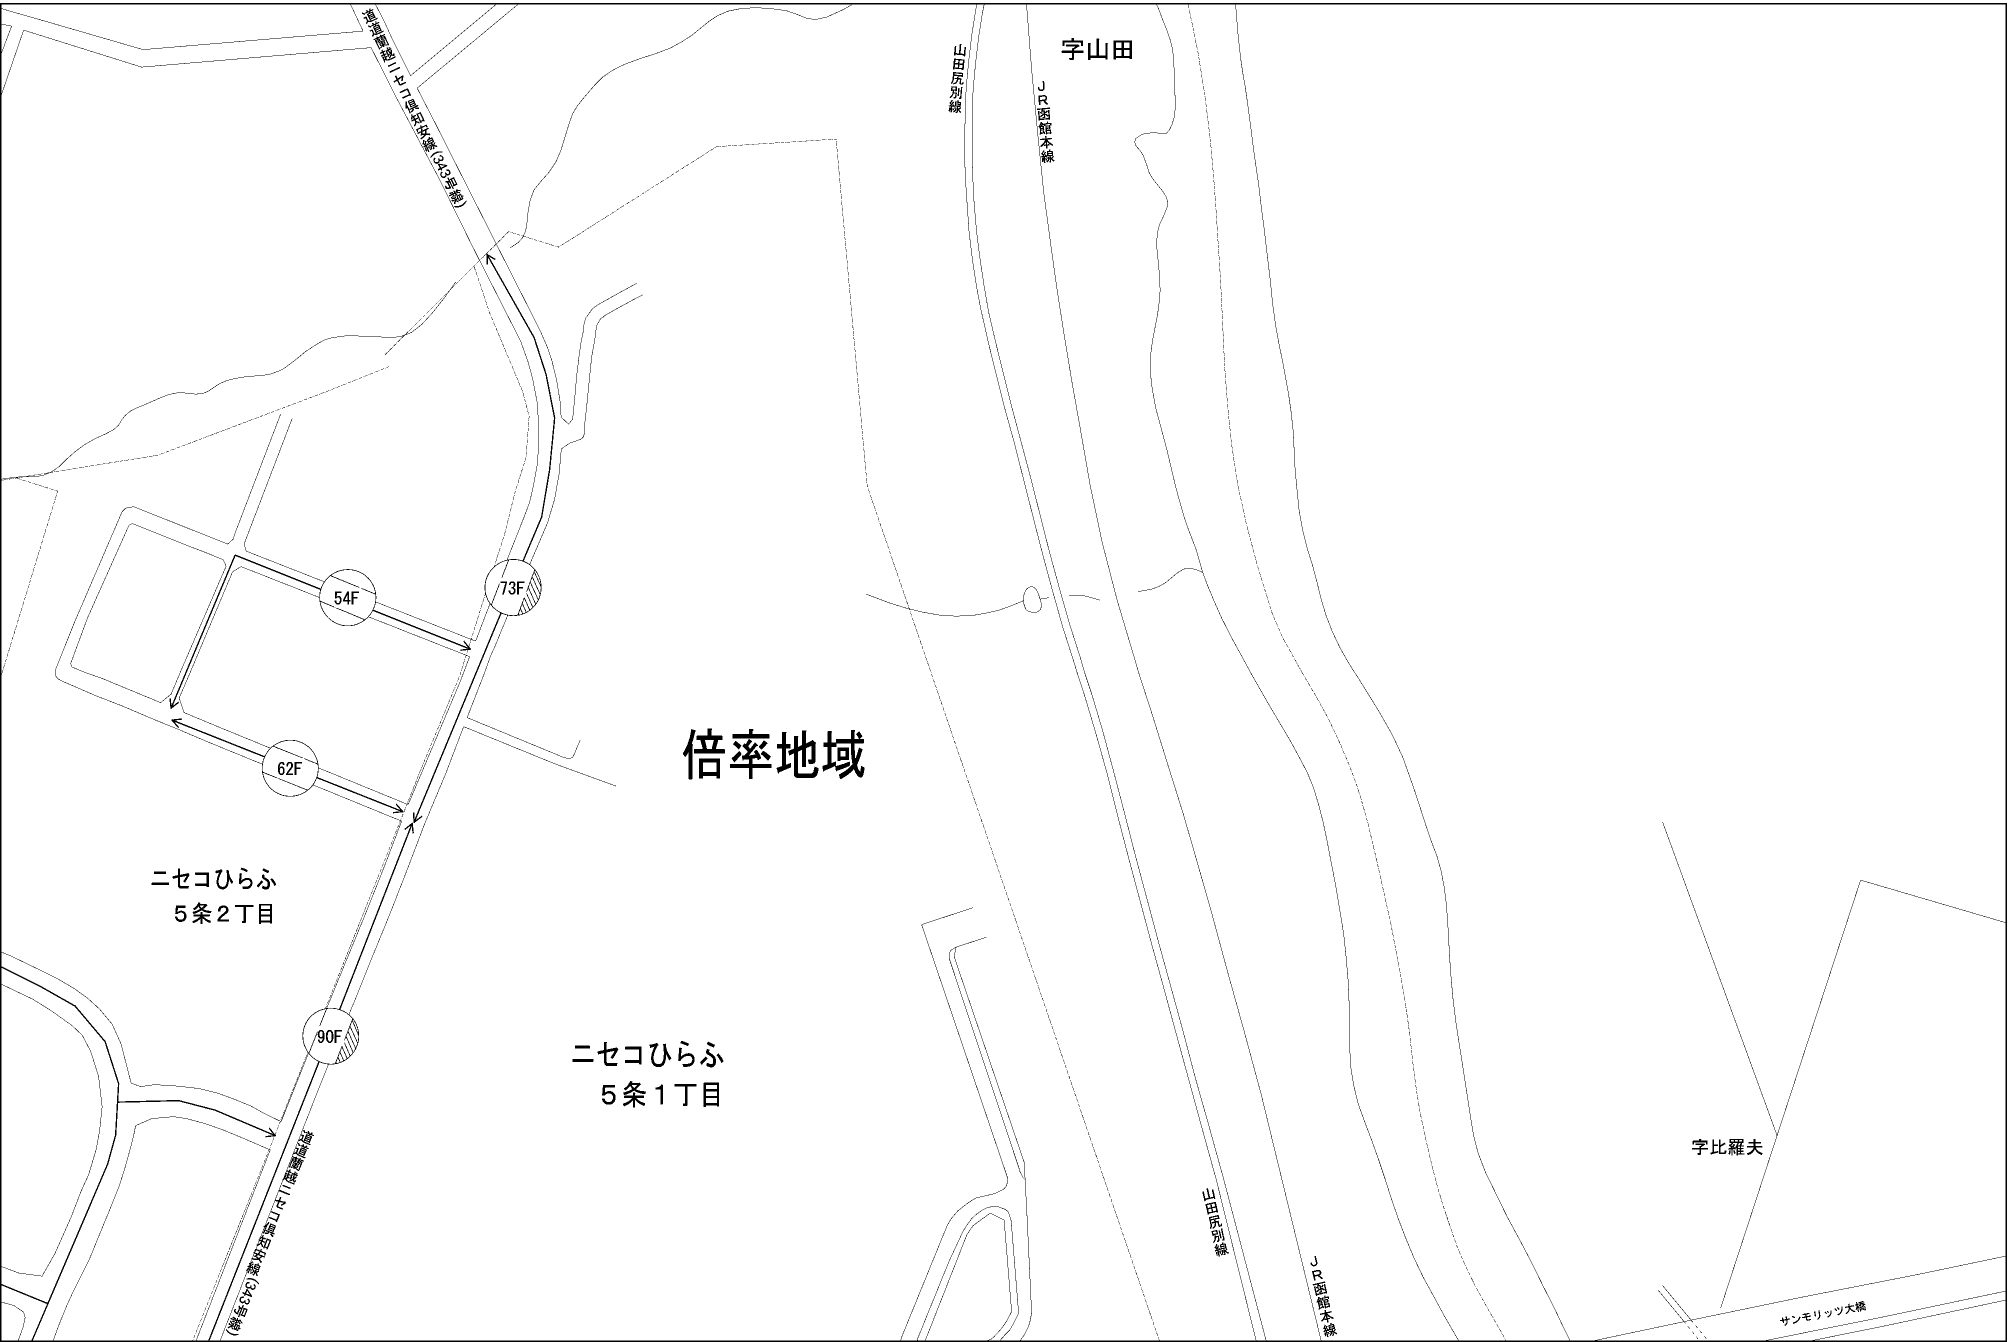 道道蘭越ニセコ倶知安線(343号線)
山田尻別線
字山田
JR函館本線
54F
73F
62F
倍率地域
ニセコひらふ
5条2丁目
90F
ニセコひらふ
5条1丁目
道道蘭越ニセコ倶知安線(343号線)
山田尻別線
JR函館本線
字比羅夫
サンモリッツ大橋